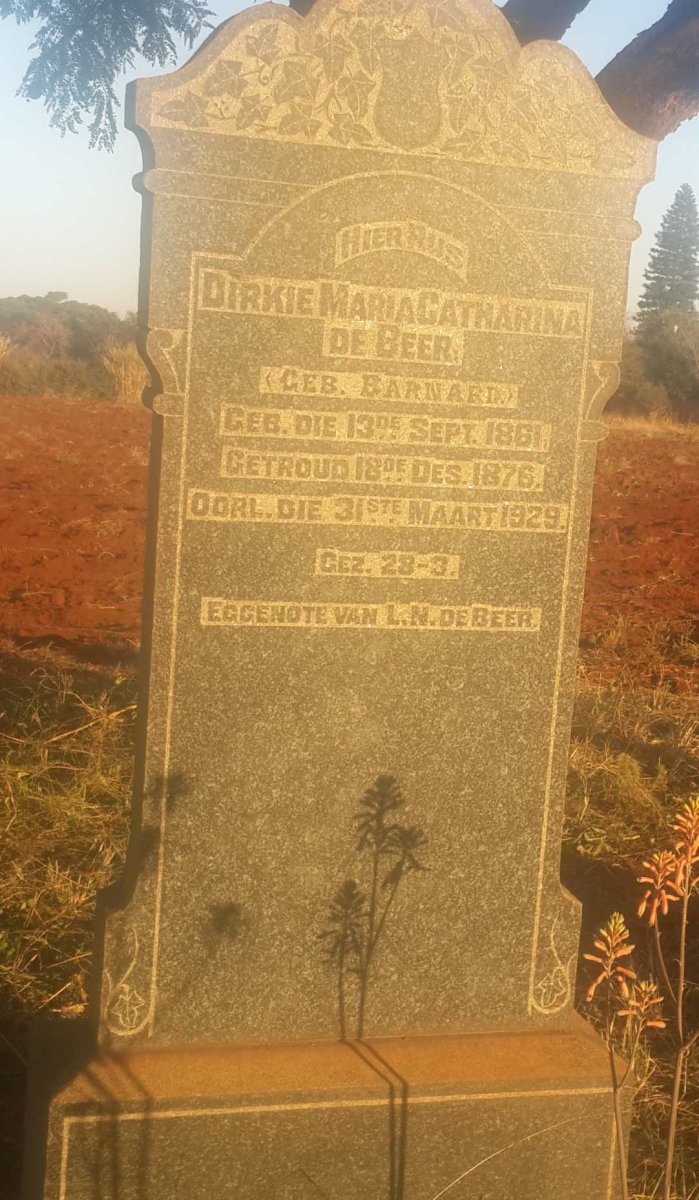 HIER RUS
DIRKIE MARIA CATHARINA
DE BEER.
(GEB. BARNARD.)
GEB. DIE 13DE SEPT. 1861
GETROUD 18DE DES. 1876.
OORL. DIE 31STE MAART 1929.
GEZ. 28-3.
EGGENOTE VAN L.N. DE BEER.